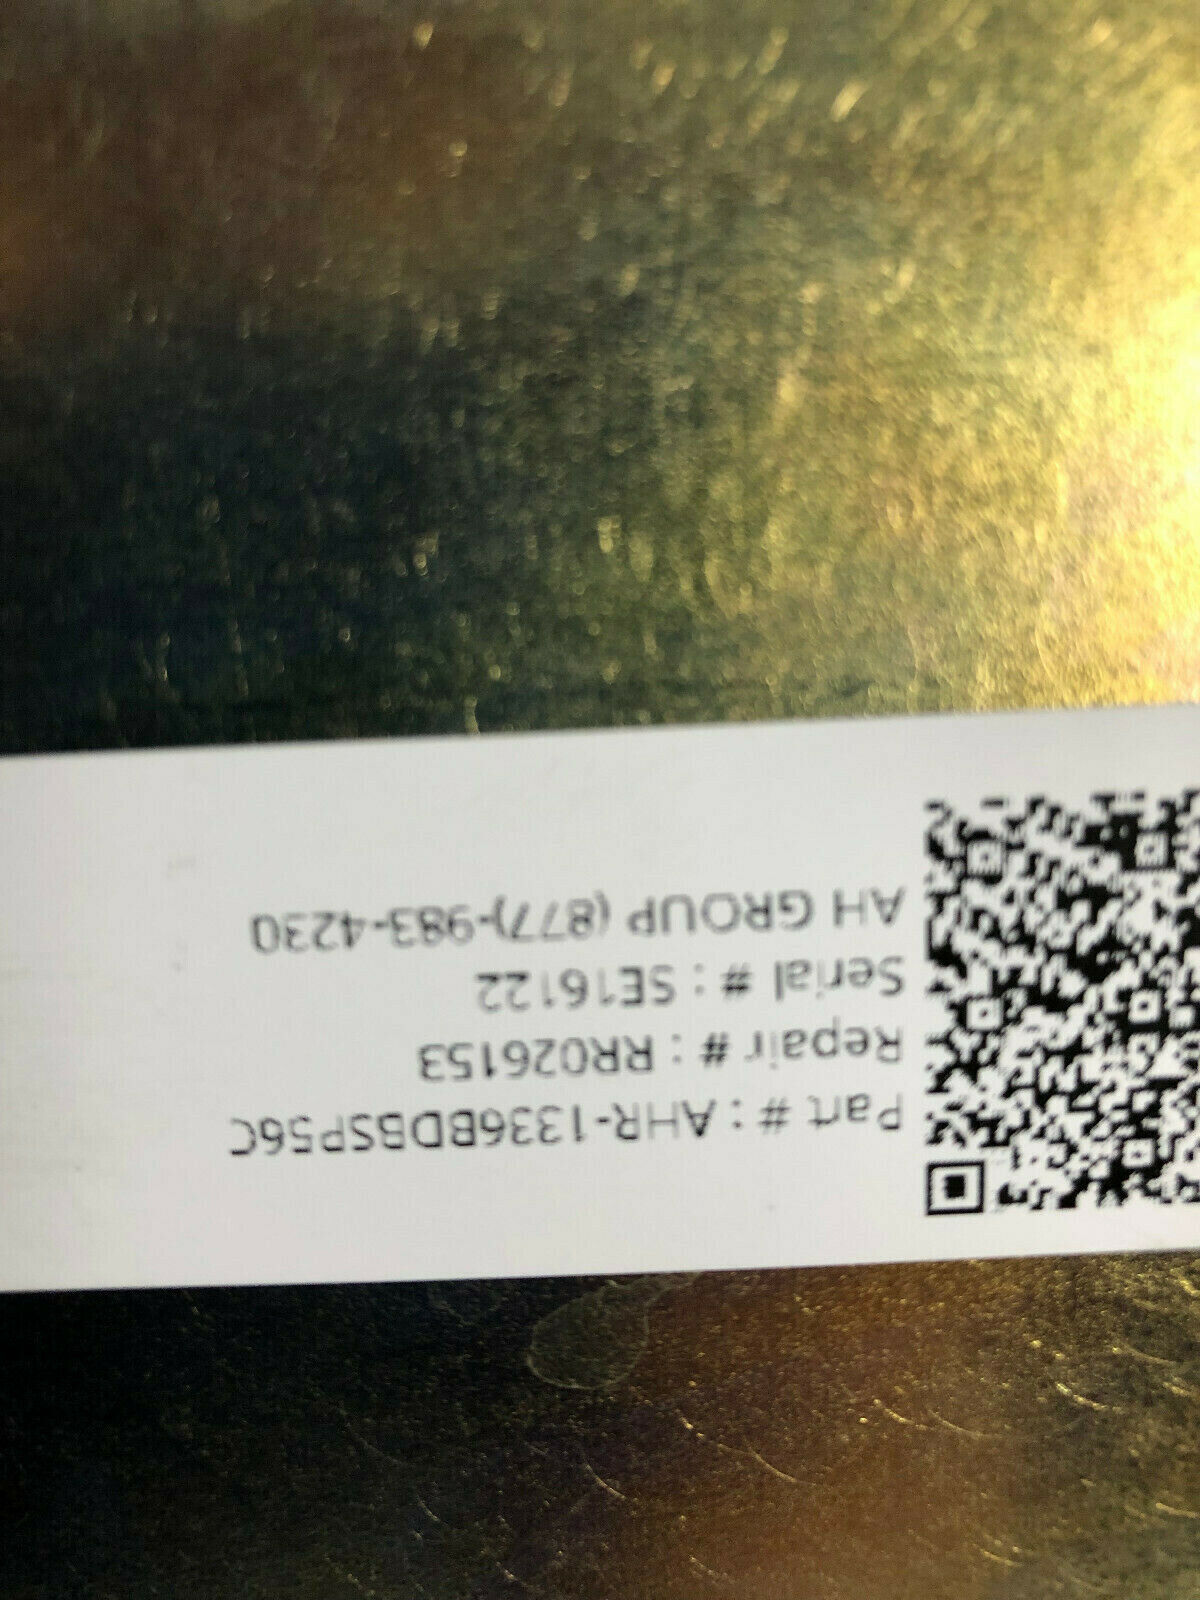 Part # : AHR-1336BDBSP56C
Repair # : RR026153
Serial # : SE16122
AH GROUP (877)-983-4230